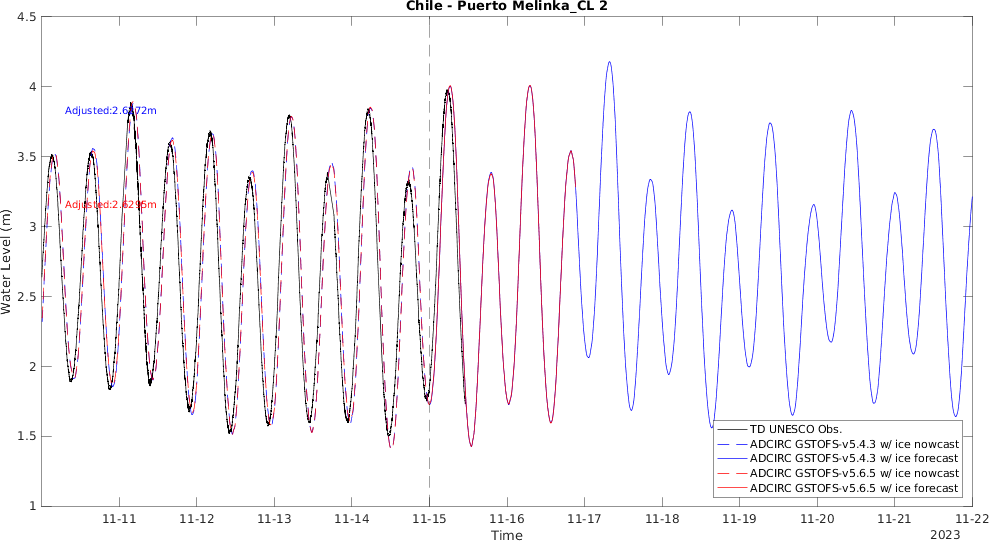 Chile - Puerto Melinka_CL 2
4.5
4
3.5
3
2.5
2
1.5
1
Water Level (m)
Adjusted:2.6272m
Adjusted:2.6295m
TD UNESCO Obs.
ADCIRC GSTOFS-v5.4.3 w/ ice nowcast
ADCIRC GSTOFS-v5.4.3 w/ ice forecast
ADCIRC GSTOFS-v5.6.5 w/ ice nowcast
ADCIRC GSTOFS-v5.6.5 w/ ice forecast
11-11 11-12 11-13 11-14 11-15 11-16 11-17 11-18 11-19 11-20 11-21 11-22
Time 2023